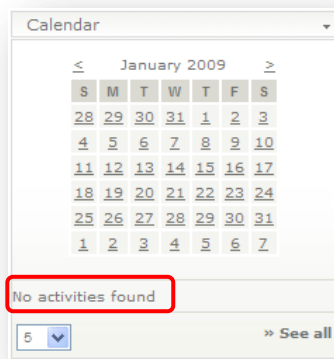 Calendar
< January 2009 >
S M T W T F S
28 29 30 31 1 2 3
4 5 6 7 8 9 10
11 12 13 14 15 16 17
18 19 20 21 22 23 24
25 26 27 28 29 30 31
1 2 3 4 5 6 7
No activities found
5 » See all